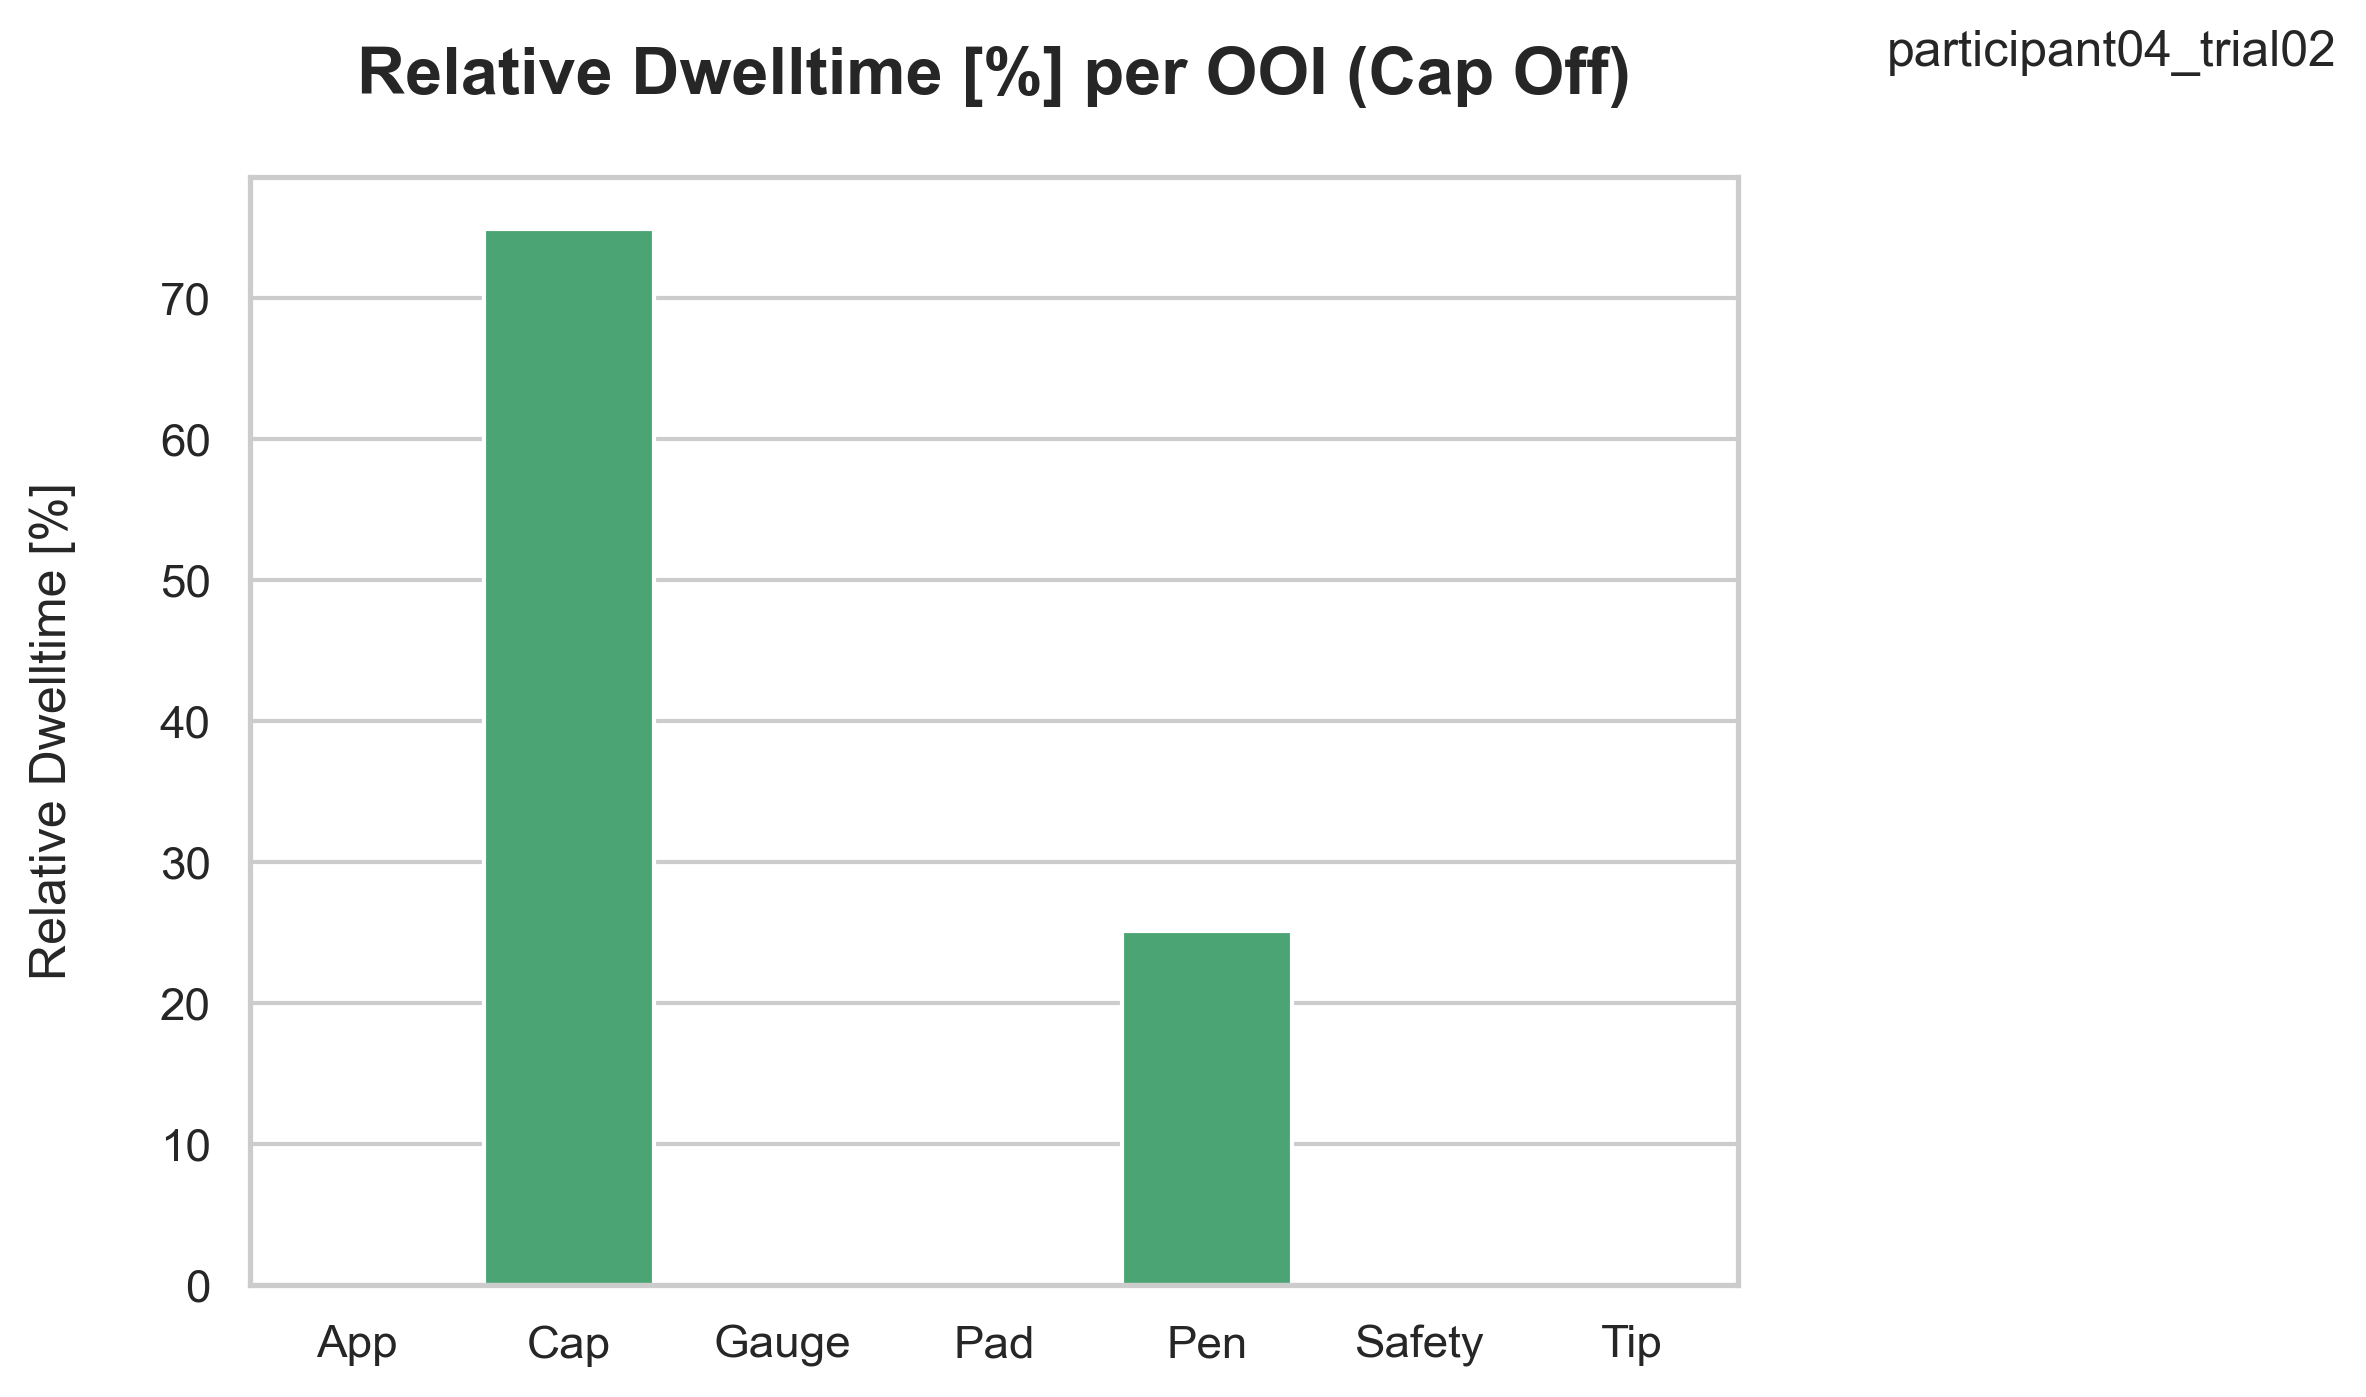 Relative Dwelltime [%] per OOI (Cap Off)
participant04_trial02
Relative Dwelltime [%]
70
60
50
40
30
20
10
0
App Cap Gauge Pad Pen Safety Tip